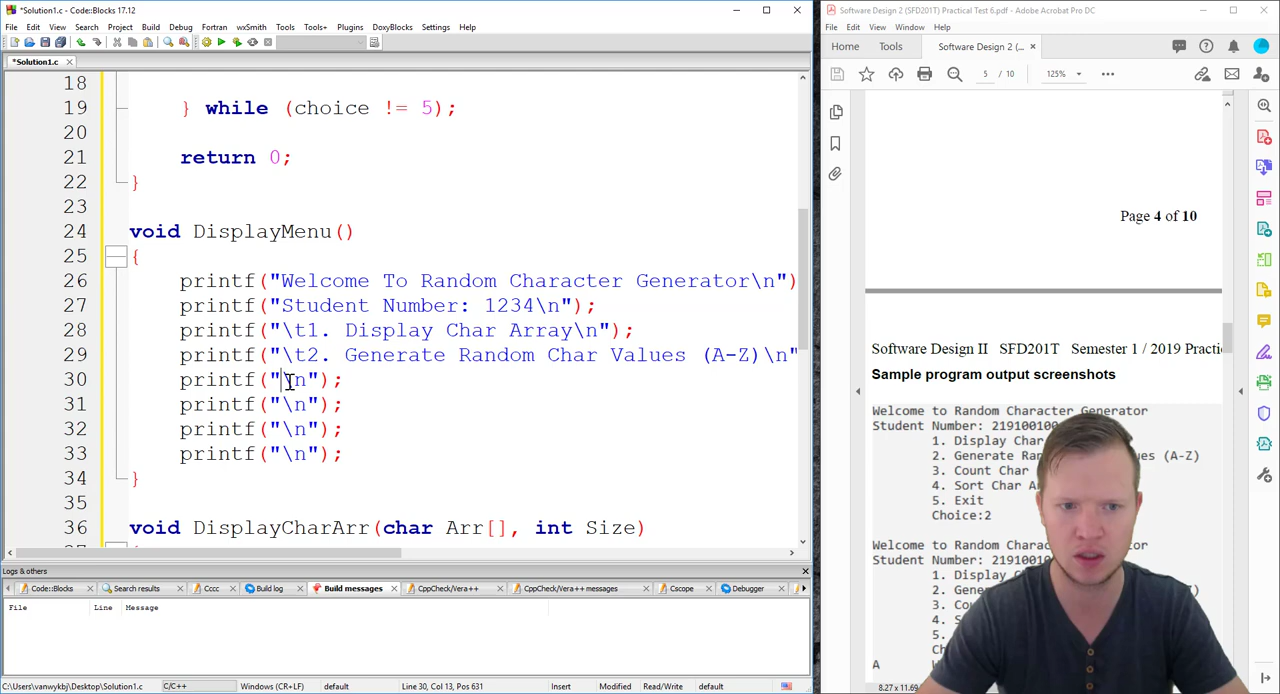 *Solution1.c - Code::Blocks 17.12
File Edit View Search Project Build Debug Fortran wxSmith Tools Tools+ Plugins DoxyBlocks Settings Help
*Solution1.c
18
19 } while (choice != 5);
20
21 return 0;
22 }
23
24 void DisplayMenu()
25 {
26 printf("Welcome To Random Character Generator\n")
27 printf("Student Number: 1234\n");
28 printf("\t1. Display Char Array\n");
29 printf("\t2. Generate Random Char Values (A-Z)\n"
30 printf("\n");
31 printf("\n");
32 printf("\n");
33 printf("\n");
34 }
35
36 void DisplayCharArr(char Arr[], int Size)
Logs & others
Code::Blocks Search results Cccc Build log Build messages CppCheck/Vera++ CppCheck/Vera++ messages Cscope Debugger
File Line Message
C:\Users\vanwykbj\Desktop\Solution1.c C/C++ Windows (CR+LF) default Line 30, Col 13, Pos 631 Insert Modified Read/Write default
Software Design 2 (SFD201T) Practical Test 6.pdf - Adobe Acrobat Pro DC
File Edit View Window Help
Home Tools Software Design 2 (...
5 / 10 125%
Page 4 of 10
Software Design II SFD201T Semester 1 / 2019 Practi
Sample program output screenshots
Welcome to Random Character Generator
Student Number: 219100100
1. Display Char
2. Generate Ran Values (A-Z)
3. Count Char
4. Sort Char A
5. Exit
Choice:2
Welcome to Random Charac tor
Student Number: 21910010
1. Display
2. Gene
3. Cou
4. S
5.
Ch
A
8.27 x 11.69